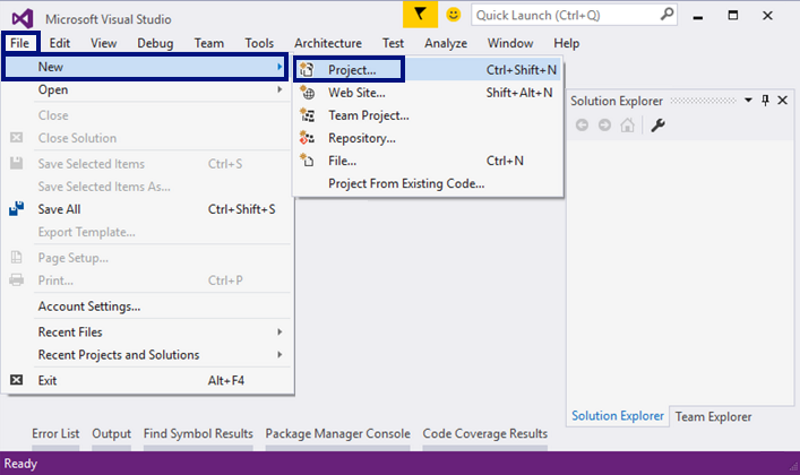 Microsoft Visual Studio
Quick Launch (Ctrl+Q)
File Edit View Debug Team Tools Architecture Test Analyze Window Help
New
Open
Close
Close Solution
Save Selected Items Ctrl+S
Save Selected Items As...
Save All Ctrl+Shift+S
Export Template...
Page Setup...
Print... Ctrl+P
Account Settings...
Recent Files
Recent Projects and Solutions
Exit Alt+F4
Project... Ctrl+Shift+N
Web Site... Shift+Alt+N
Team Project...
Repository...
File... Ctrl+N
Project From Existing Code...
Solution Explorer
Solution Explorer Team Explorer
Error List Output Find Symbol Results Package Manager Console Code Coverage Results
Ready